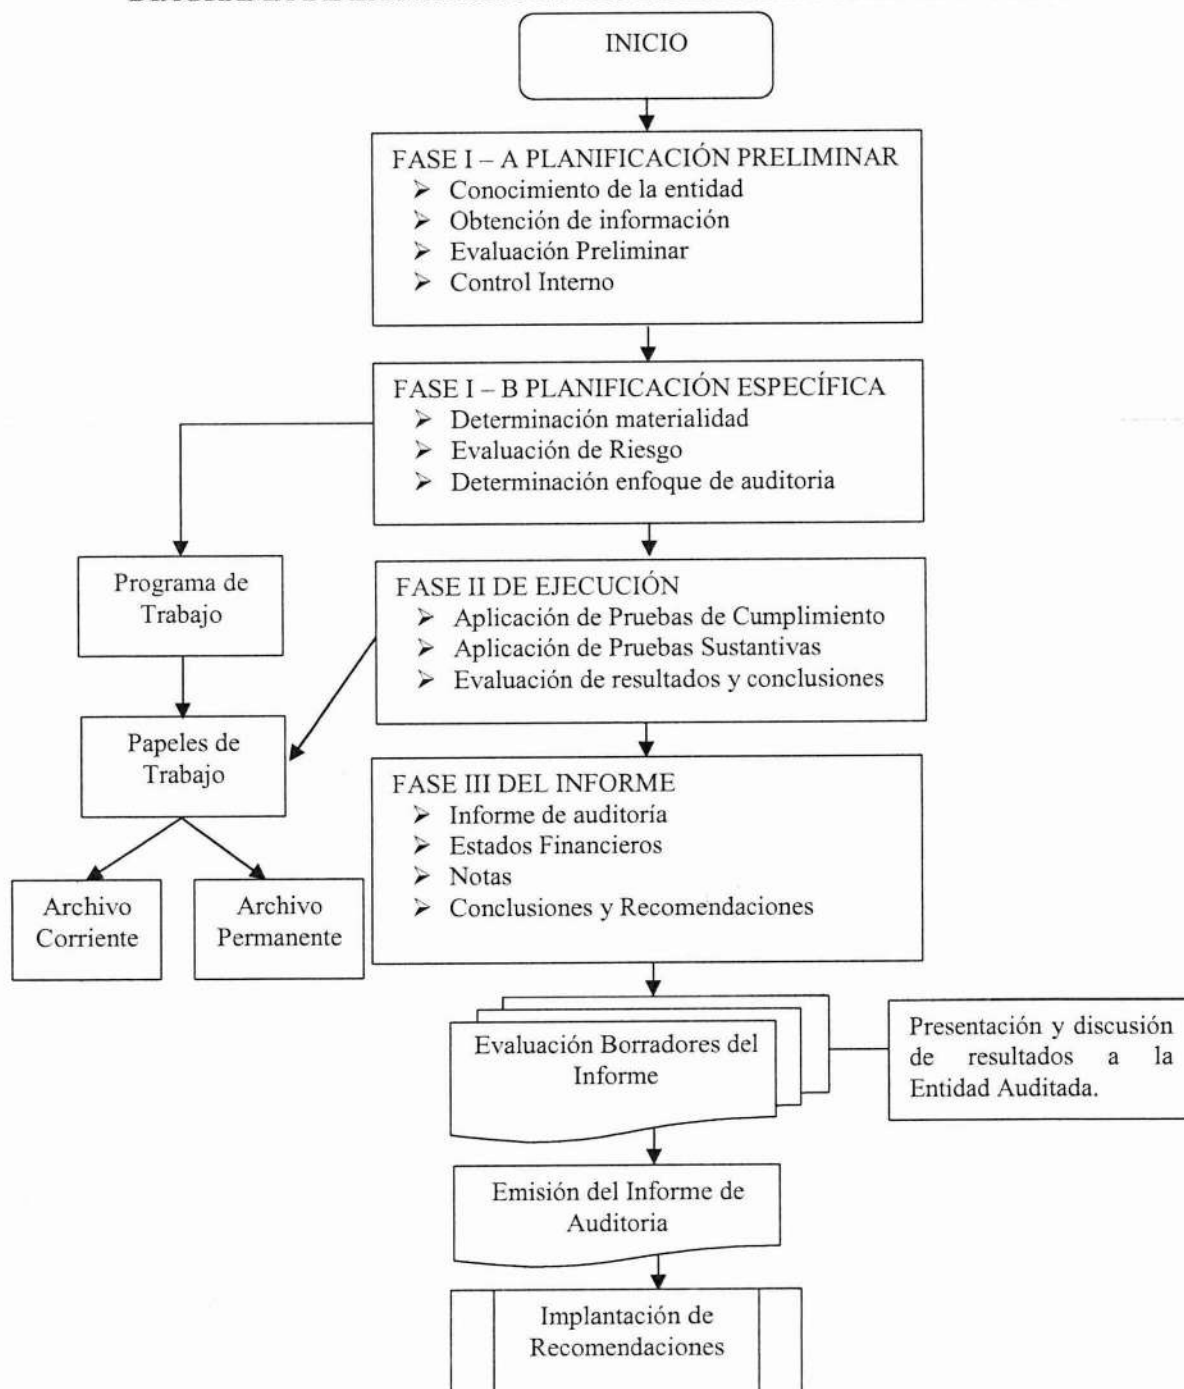 INICIO
FASE I – A PLANIFICACIÓN PRELIMINAR
➢ Conocimiento de la entidad
➢ Obtención de información
➢ Evaluación Preliminar
➢ Control Interno
FASE I – B PLANIFICACIÓN ESPECÍFICA
➢ Determinación materialidad
➢ Evaluación de Riesgo
➢ Determinación enfoque de auditoria
Programa de
Trabajo
FASE II DE EJECUCIÓN
➢ Aplicación de Pruebas de Cumplimiento
➢ Aplicación de Pruebas Sustantivas
➢ Evaluación de resultados y conclusiones
Papeles de
Trabajo
FASE III DEL INFORME
➢ Informe de auditoría
➢ Estados Financieros
➢ Notas
➢ Conclusiones y Recomendaciones
Archivo
Corriente
Archivo
Permanente
Evaluación Borradores del
Informe
Presentación y discusión
de resultados a la
Entidad Auditada.
Emisión del Informe de
Auditoria
Implantación de
Recomendaciones